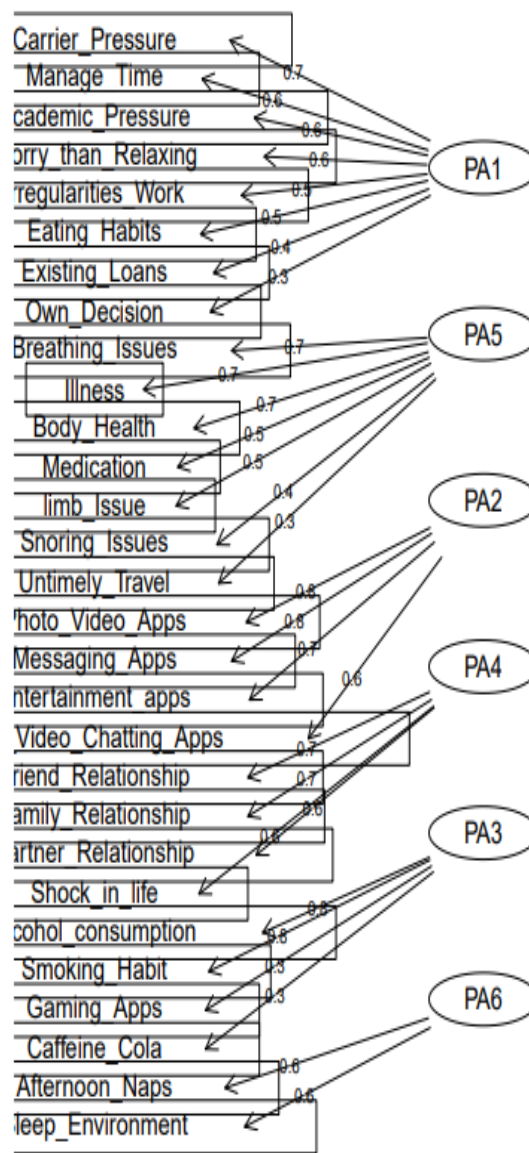 Carrier_Pressure
0.7
Manage_Time
0.6
cademic_Pressure
0.6
orry_than_Relaxing
0.6
PA1
rregularities_Work
0.5
Eating_Habits
0.5
Existing_Loans
0.4
Own_Decision
0.3
Breathing_Issues
0.7
PA5
Illness
0.7
Body_Health
0.7
Medication
0.5
limb_Issue
0.5
Snoring_Issues
0.4
PA2
Untimely_Travel
0.3
Photo_Video_Apps
0.8
Messaging_Apps
0.8
ntertainment_apps
0.7
PA4
Video_Chatting_Apps
0.6
riend_Relationship
0.7
amily_Relationship
0.7
artner_Relationship
0.6
PA3
Shock_in_life
0.6
cohol_consumption
0.8
Smoking_Habit
0.8
Gaming_Apps
0.3
PA6
Caffeine_Cola
0.3
Afternoon_Naps
0.6
leep_Environment
0.6